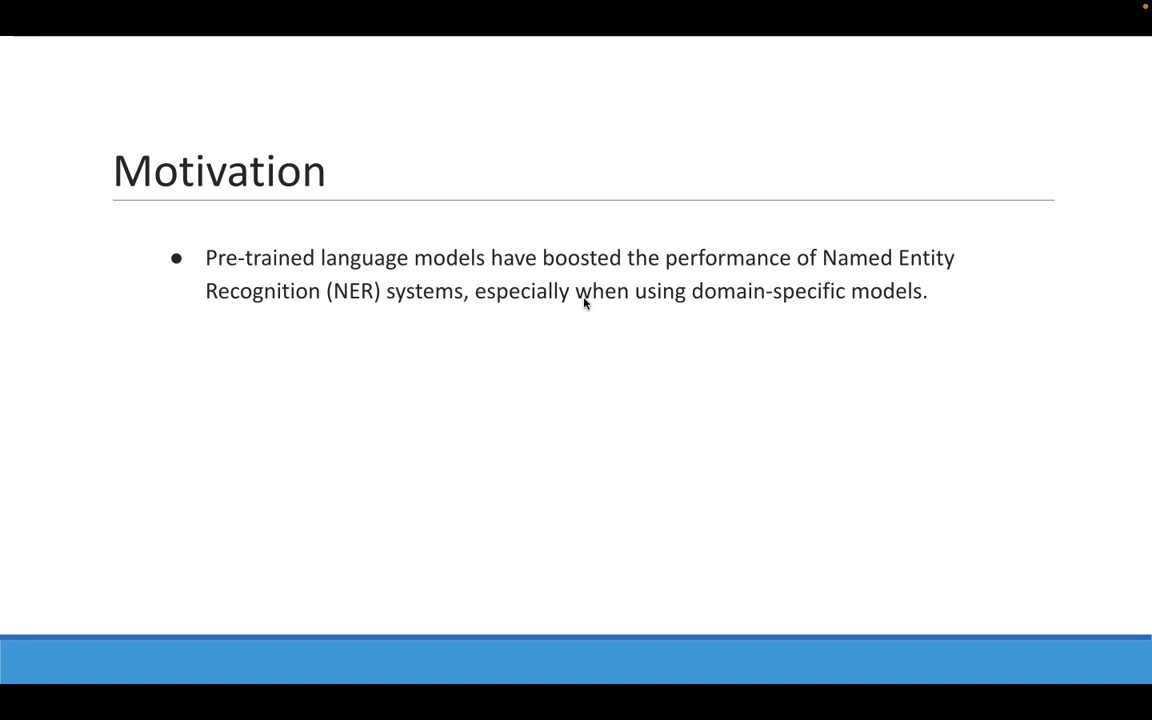 Motivation
● Pre-trained language models have boosted the performance of Named Entity
Recognition (NER) systems, especially when using domain-specific models.